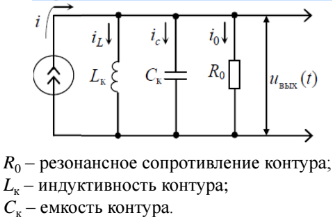 i
i_L
i_c
i_0
L_к
C_к
R_0
u_вых (t)
R_0 – резонансное сопротивление контура;
L_к – индуктивность контура;
C_к – емкость контура.